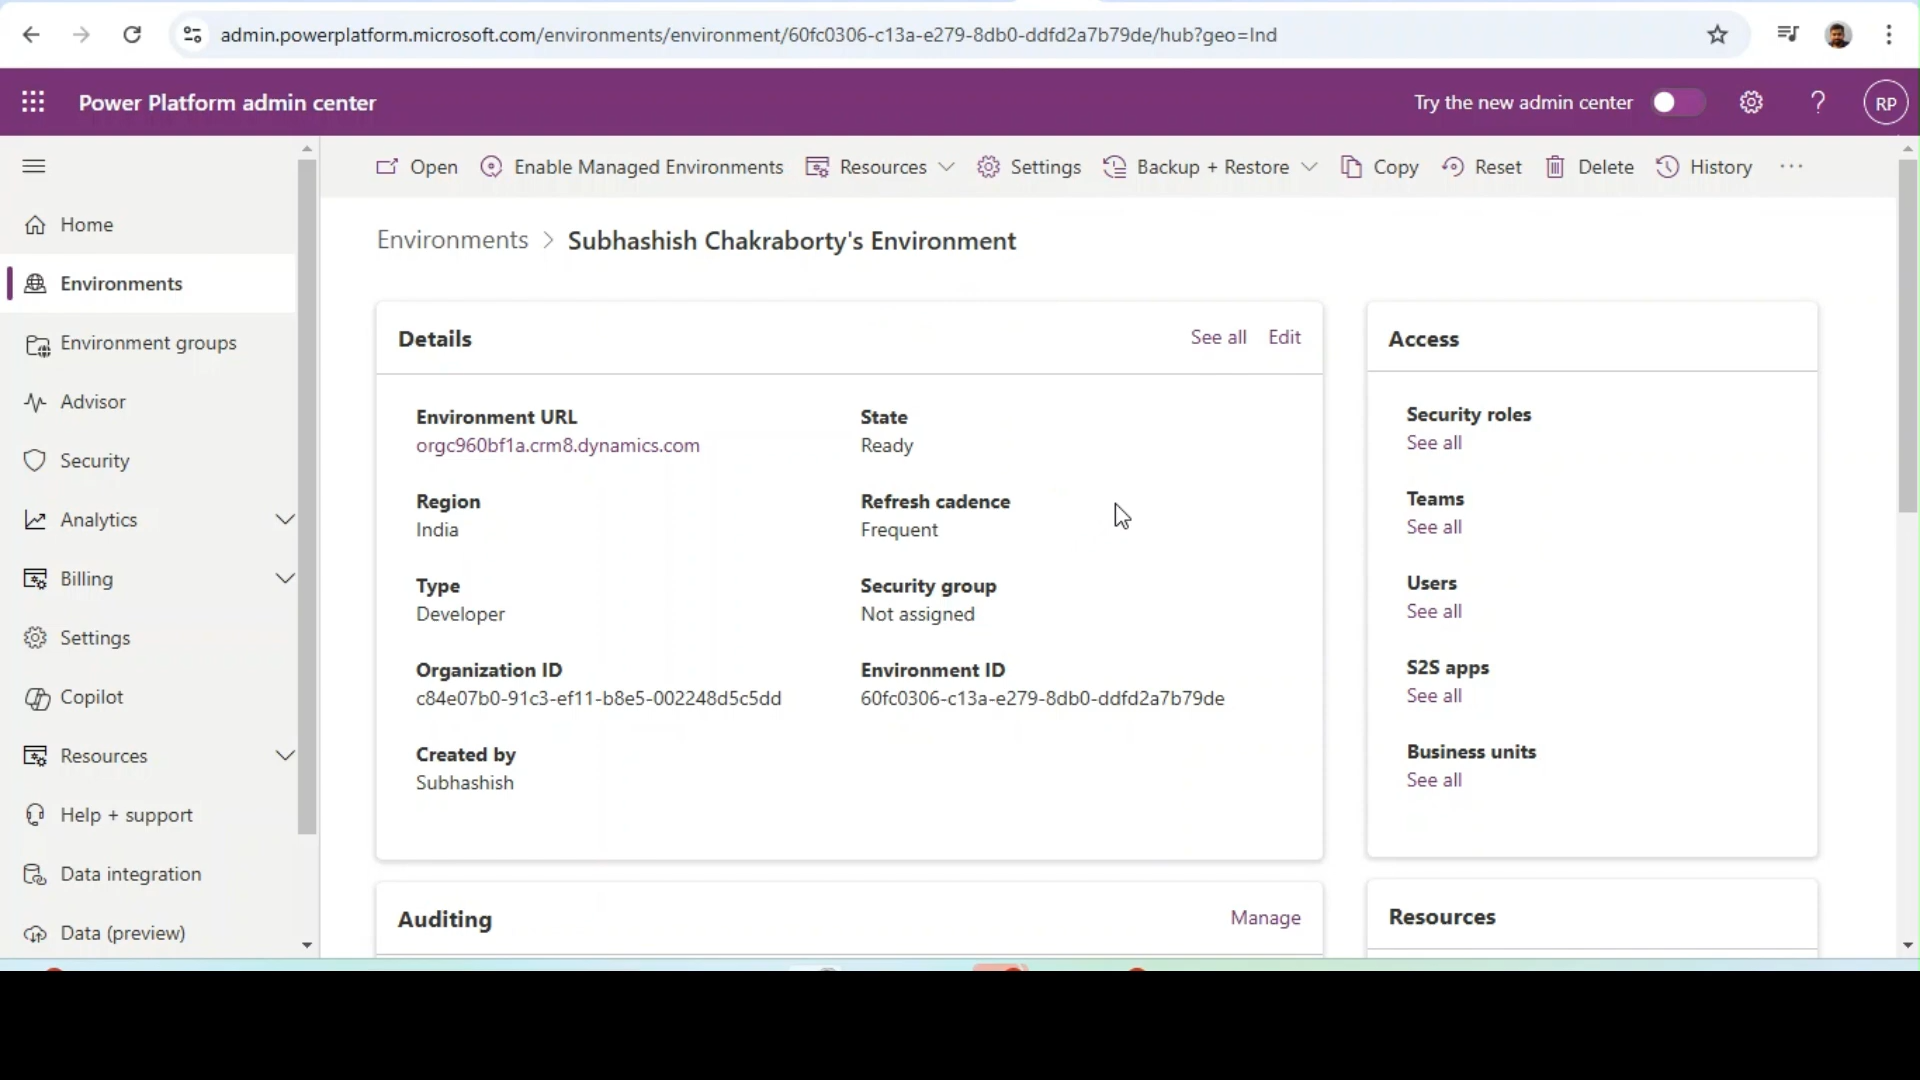 admin.powerplatform.microsoft.com/environments/environment/60fc0306-c13a-e279-8db0-ddfd2a7b79de/hub?geo=Ind
Power Platform admin center
Try the new admin center
RP
Open
Enable Managed Environments
Resources
Settings
Backup + Restore
Copy
Reset
Delete
History
Home
Environments
Environment groups
Advisor
Security
Analytics
Billing
Settings
Copilot
Resources
Help + support
Data integration
Data (preview)
Environments > Subhashish Chakraborty's Environment
Details
See all
Edit
Environment URL
orgc960bf1a.crm8.dynamics.com
State
Ready
Region
India
Refresh cadence
Frequent
Type
Developer
Security group
Not assigned
Organization ID
c84e07b0-91c3-ef11-b8e5-002248d5c5dd
Environment ID
60fc0306-c13a-e279-8db0-ddfd2a7b79de
Created by
Subhashish
Access
Security roles
See all
Teams
See all
Users
See all
S2S apps
See all
Business units
See all
Auditing
Manage
Resources